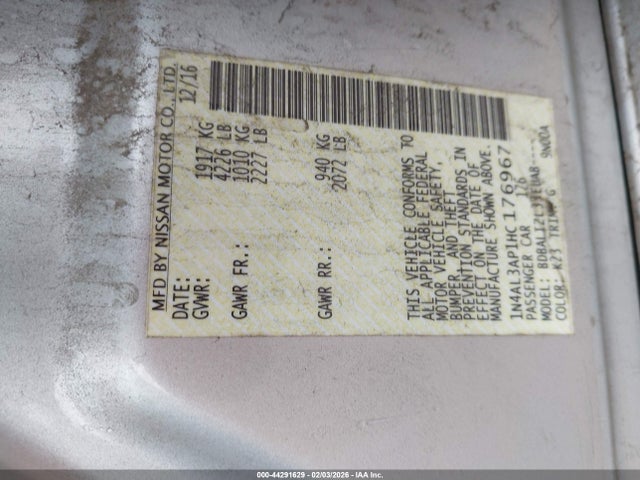 MFD BY NISSAN MOTOR CO., LTD.
DATE: 12/16
GVWR: 1917 KG
4226 LB
GAWR FR.: 1010 KG
2227 LB
GAWR RR.: 940 KG
2072 LB
THIS VEHICLE CONFORMS TO
ALL APPLICABLE FEDERAL
MOTOR VEHICLE SAFETY,
BUMPER, AND THEFT
PREVENTION STANDARDS IN
EFFECT ON THE DATE OF
MANUFACTURE SHOWN ABOVE.
1N4AL3AP1HC176967
PASSENGER CAR 176
MODEL:
COLOR: K23 TRIM: G 9NA0A
000-44291629 - 02/03/2026 - IAA Inc.